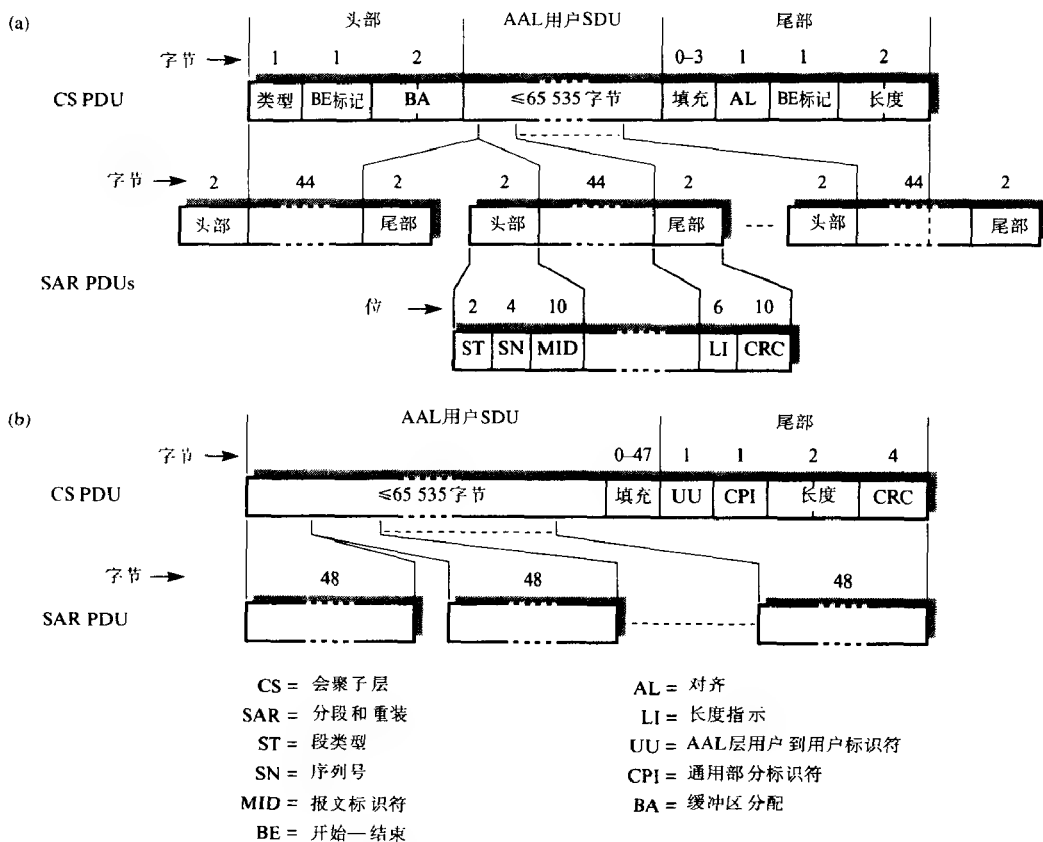 (a)
头部 AAL用户SDU 尾部
字节 1 1 2 0–3 1 1 2
CS PDU 类型 BE标记 BA ≤65 535字节 填充 AL BE标记 长度
字节 2 44 2 2 44 2 2 44 2
头部 尾部 头部 尾部 头部 尾部
SAR PDUs
位 2 4 10 6 10
ST SN MID LI CRC
(b)
AAL用户SDU 尾部
字节 0–47 1 1 2 4
CS PDU ≤65 535字节 填充 UU CPI 长度 CRC
字节 48 48 48
SAR PDU
CS = 会聚子层 AL = 对齐
SAR = 分段和重装 LI = 长度指示
ST = 段类型 UU = AAL层用户到用户标识符
SN = 序列号 CPI = 通用部分标识符
MID = 报文标识符 BA = 缓冲区分配
BE = 开始—结束